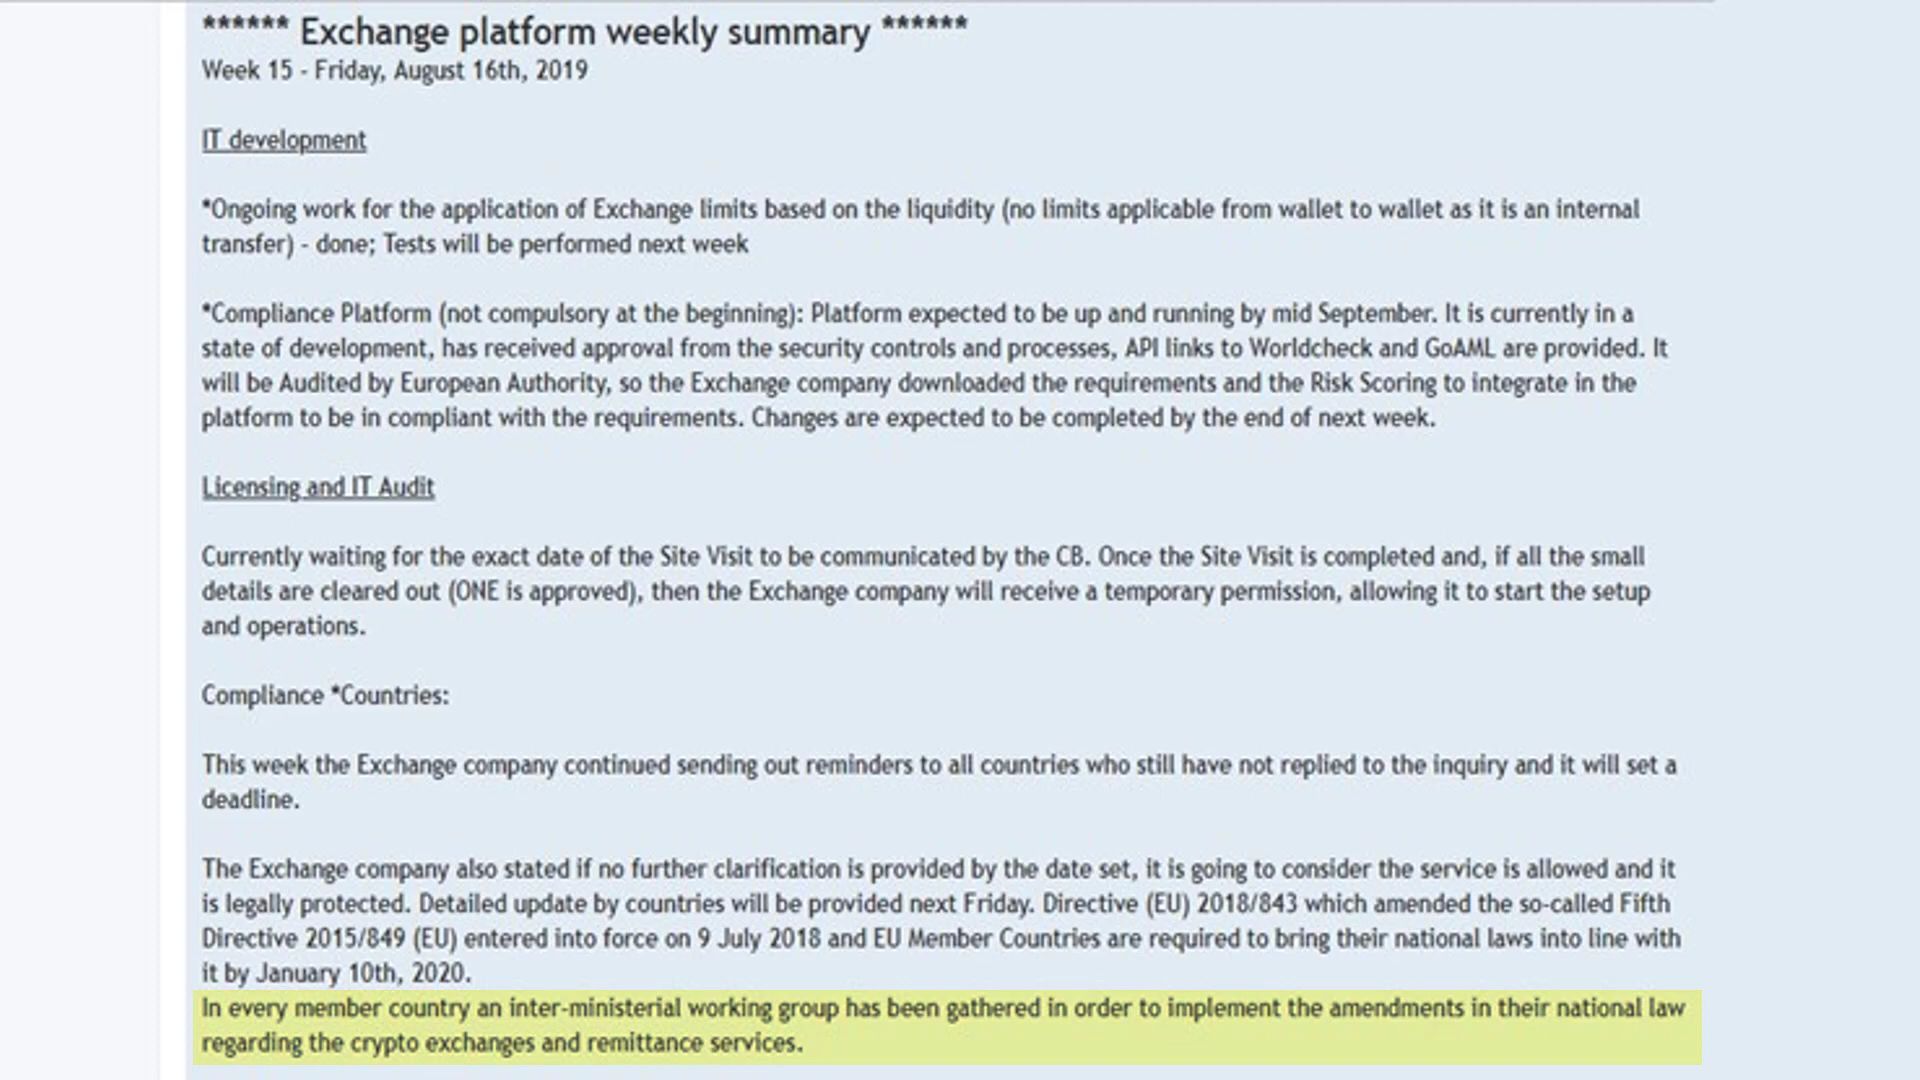 ****** Exchange platform weekly summary ******
Week 15 - Friday, August 16th, 2019
IT development
*Ongoing work for the application of Exchange limits based on the liquidity (no limits applicable from wallet to wallet as it is an internal
transfer) - done; Tests will be performed next week
*Compliance Platform (not compulsory at the beginning): Platform expected to be up and running by mid September. It is currently in a
state of development, has received approval from the security controls and processes, API links to Worldcheck and GoAML are provided. It
will be Audited by European Authority, so the Exchange company downloaded the requirements and the Risk Scoring to integrate in the
platform to be in compliant with the requirements. Changes are expected to be completed by the end of next week.
Licensing and IT Audit
Currently waiting for the exact date of the Site Visit to be communicated by the CB. Once the Site Visit is completed and, if all the small
details are cleared out (ONE is approved), then the Exchange company will receive a temporary permission, allowing it to start the setup
and operations.
Compliance *Countries:
This week the Exchange company continued sending out reminders to all countries who still have not replied to the inquiry and it will set a
deadline.
The Exchange company also stated if no further clarification is provided by the date set, it is going to consider the service is allowed and it
is legally protected. Detailed update by countries will be provided next Friday. Directive (EU) 2018/843 which amended the so-called Fifth
Directive 2015/849 (EU) entered into force on 9 July 2018 and EU Member Countries are required to bring their national laws into line with
it by January 10th, 2020.
In every member country an inter-ministerial working group has been gathered in order to implement the amendments in their national law
regarding the crypto exchanges and remittance services.